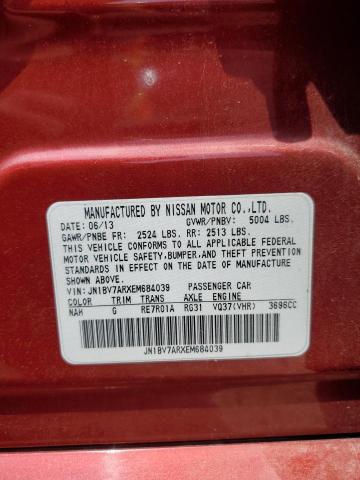 MANUFACTURED BY NISSAN MOTOR CO.,LTD.
DATE: 06/13 GVWR/PNBV: 5004 LBS.
GAWR/PNBE FR: 2524 LBS. RR: 2513 LBS.
THIS VEHICLE CONFORMS TO ALL APPLICABLE FEDERAL
MOTOR VEHICLE SAFETY,BUMPER,AND THEFT PREVENTION
STANDARDS IN EFFECT ON THE DATE OF MANUFACTURE
SHOWN ABOVE.
VIN: JN1BV7ARXEM684039 PASSENGER CAR
COLOR TRIM TRANS AXLE ENGINE
NAH G RE7R01A RG31 VQ37(VHR) 3696CC
JN1BV7ARXEM684039